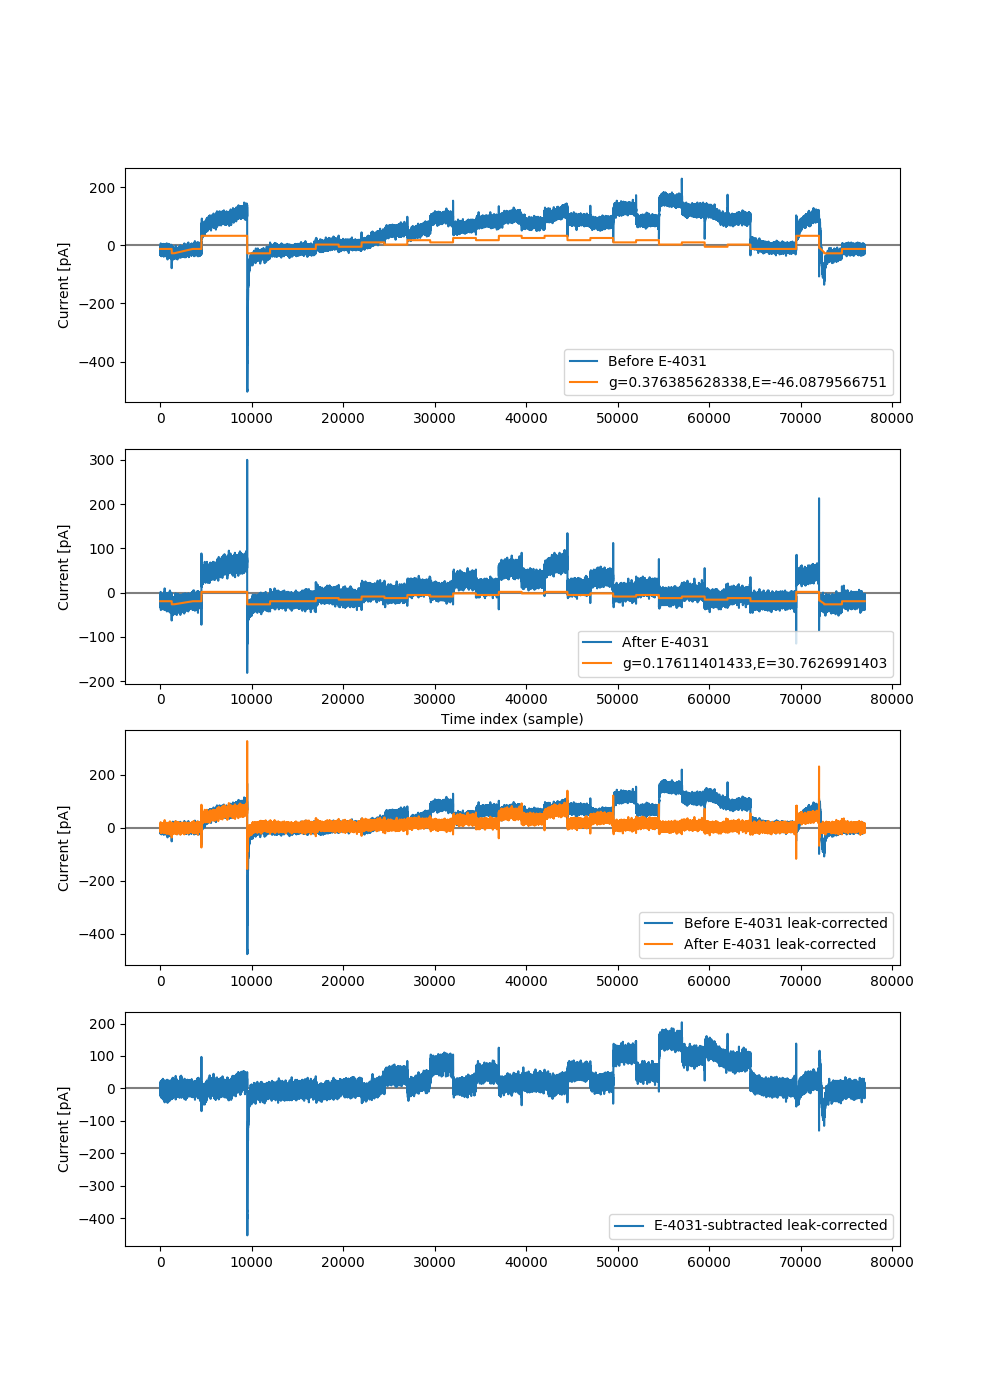 200
0
−200
−400
Current [pA]
Before E-4031
g=0.376385628338,E=-46.0879566751
0 10000 20000 30000 40000 50000 60000 70000 80000
300
200
100
0
−100
−200
Current [pA]
After E-4031
g=0.17611401433,E=30.7626991403
0 10000 20000 30000 40000 50000 60000 70000 80000
Time index (sample)
200
0
−200
−400
Current [pA]
Before E-4031 leak-corrected
After E-4031 leak-corrected
0 10000 20000 30000 40000 50000 60000 70000 80000
200
100
0
−100
−200
−300
−400
Current [pA]
E-4031-subtracted leak-corrected
0 10000 20000 30000 40000 50000 60000 70000 80000